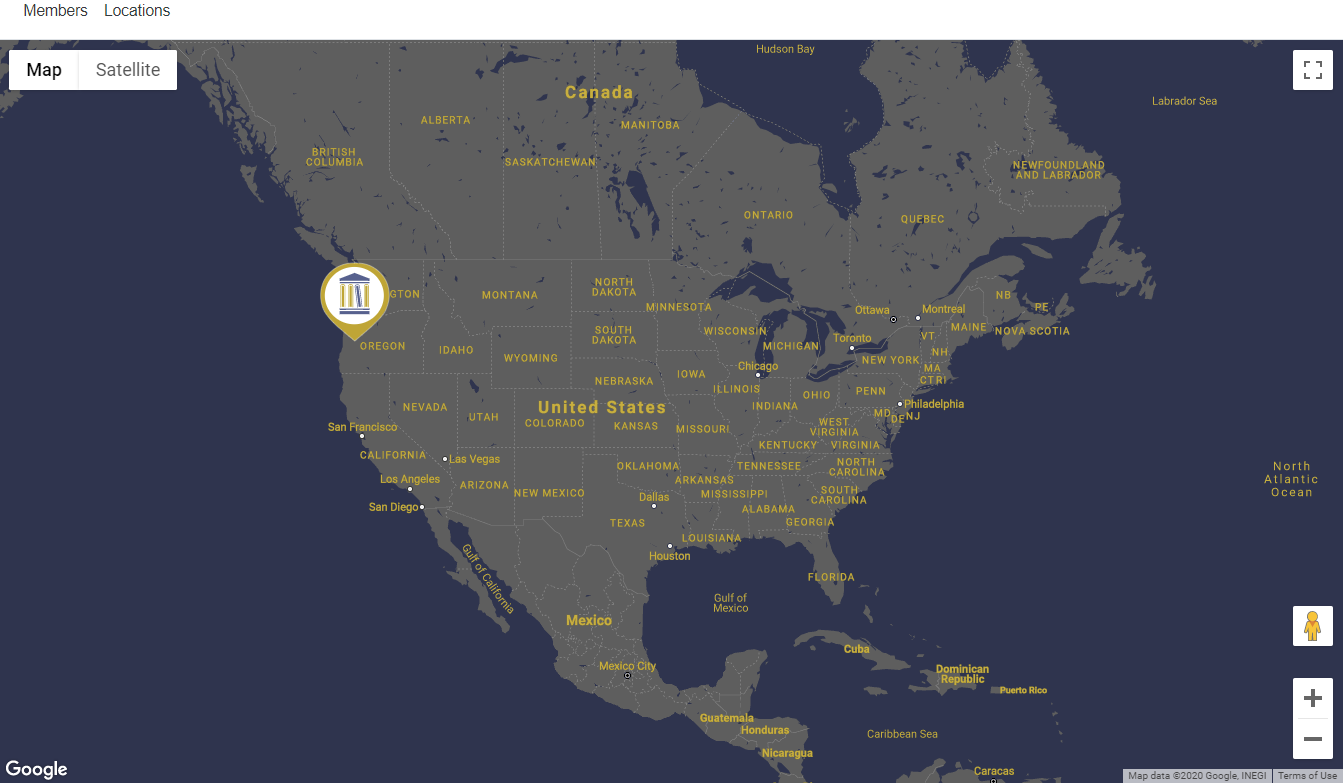 Members Locations
Map Satellite
Hudson Bay
Canada
Labrador Sea
ALBERTA
MANITOBA
BRITISH
COLUMBIA
SASKATCHEWAN
NEWFOUNDLAND
AND LABRADOR
ONTARIO
QUEBEC
GTON
MONTANA
NORTH
DAKOTA
MINNESOTA
NB
PE
Ottawa
Montreal
MAINE
NOVA SCOTIA
SOUTH
DAKOTA
WISCONSIN
MICHIGAN
Toronto
VT
NH
OREGON
IDAHO
WYOMING
NEW YORK
MA
CT RI
Chicago
IOWA
NEBRASKA
ILLINOIS
OHIO
PENN
INDIANA
Philadelphia
NEVADA
UTAH
United States
COLORADO
KANSAS
MISSOURI
WEST
VIRGINIA
MD
DE
NJ
San Francisco
KENTUCKY
VIRGINIA
CALIFORNIA
Las Vegas
OKLAHOMA
TENNESSEE
NORTH
CAROLINA
North
Atlantic
Ocean
Los Angeles
ARIZONA
NEW MEXICO
ARKANSAS
MISSISSIPPI
SOUTH
CAROLINA
San Diego
Dallas
ALABAMA
TEXAS
GEORGIA
LOUISIANA
Houston
Gulf of California
FLORIDA
Gulf of
Mexico
Mexico
Cuba
Mexico City
Dominican
Republic
Puerto Rico
Guatemala
Honduras
Caribbean Sea
Nicaragua
Caracas
Google
Map data ©2020 Google, INEGI Terms of Use